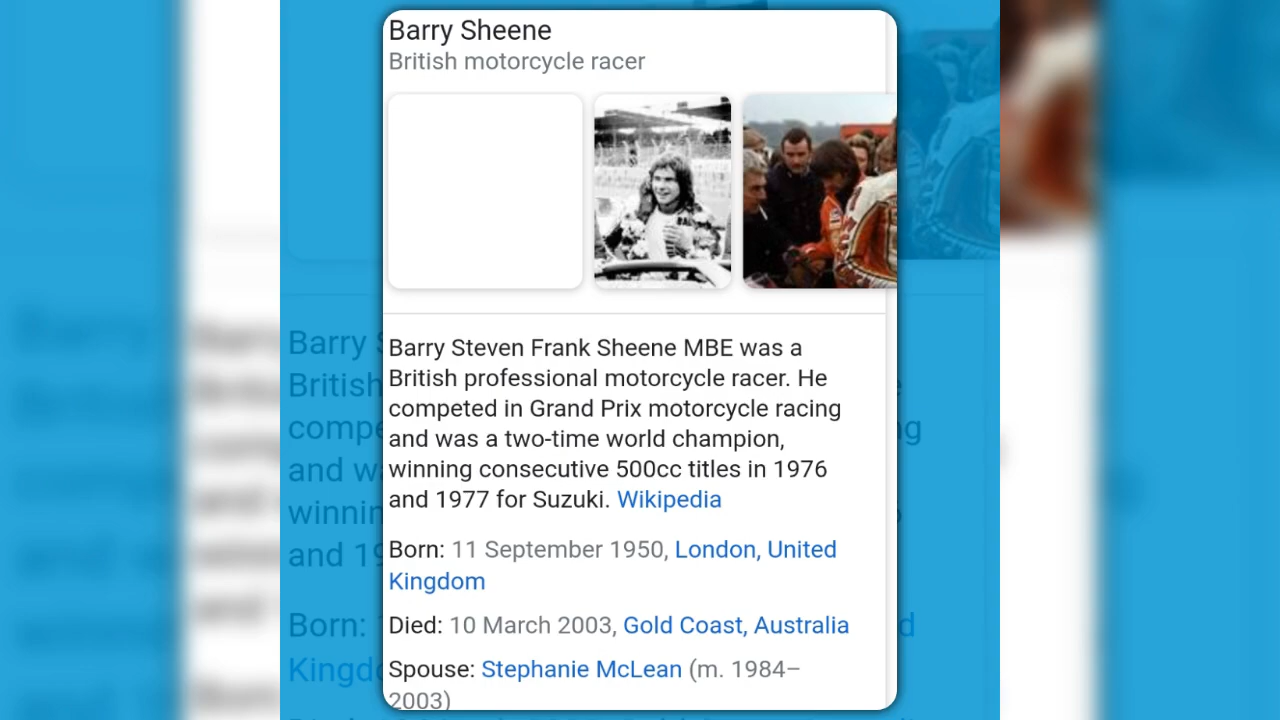 Barry Sheene
British motorcycle racer
Barry Steven Frank Sheene MBE was a
British professional motorcycle racer. He
competed in Grand Prix motorcycle racing
and was a two-time world champion,
winning consecutive 500cc titles in 1976
and 1977 for Suzuki. Wikipedia
Born: 11 September 1950, London, United
Kingdom
Died: 10 March 2003, Gold Coast, Australia
Spouse: Stephanie McLean (m. 1984–
2003)